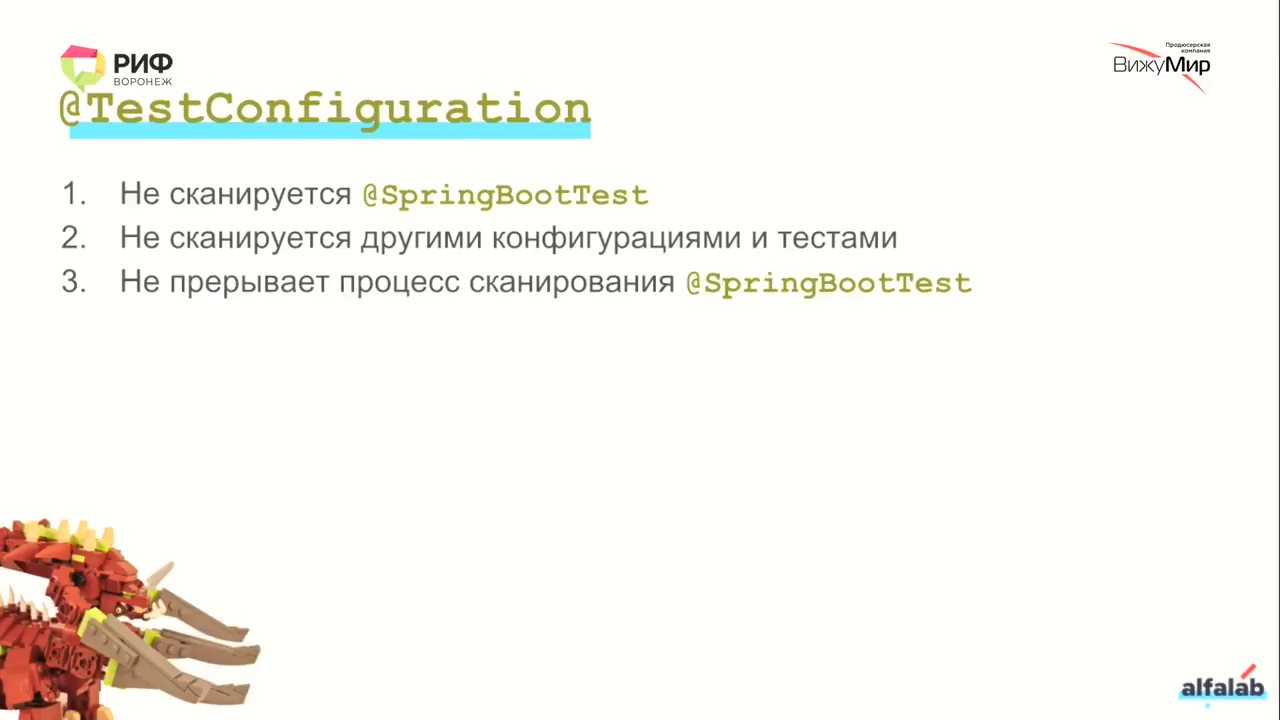 РИФ
ВОРОНЕЖ
Продюсерская
компания
ВижуМир
@TestConfiguration
1. Не сканируется @SpringBootTest
2. Не сканируется другими конфигурациями и тестами
3. Не прерывает процесс сканирования @SpringBootTest
alfalab